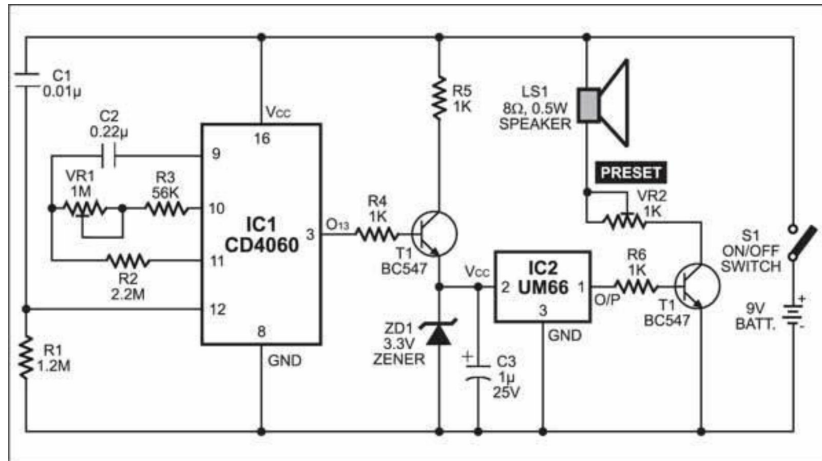 C1
0.01µ
C2
0.22µ
VR1
1M
R3
56K
R2
2.2M
R1
1.2M
Vcc
16
9
10
11
12
IC1
CD4060
3
8
GND
O13
R4
1K
R5
1K
T1
BC547
Vcc
ZD1
3.3V
ZENER
C3
1µ
25V
+
2
IC2
UM66
1
3
GND
O/P
R6
1K
T1
BC547
LS1
8Ω, 0.5W
SPEAKER
PRESET
VR2
1K
S1
ON/OFF
SWITCH
9V
BATT.
+
-